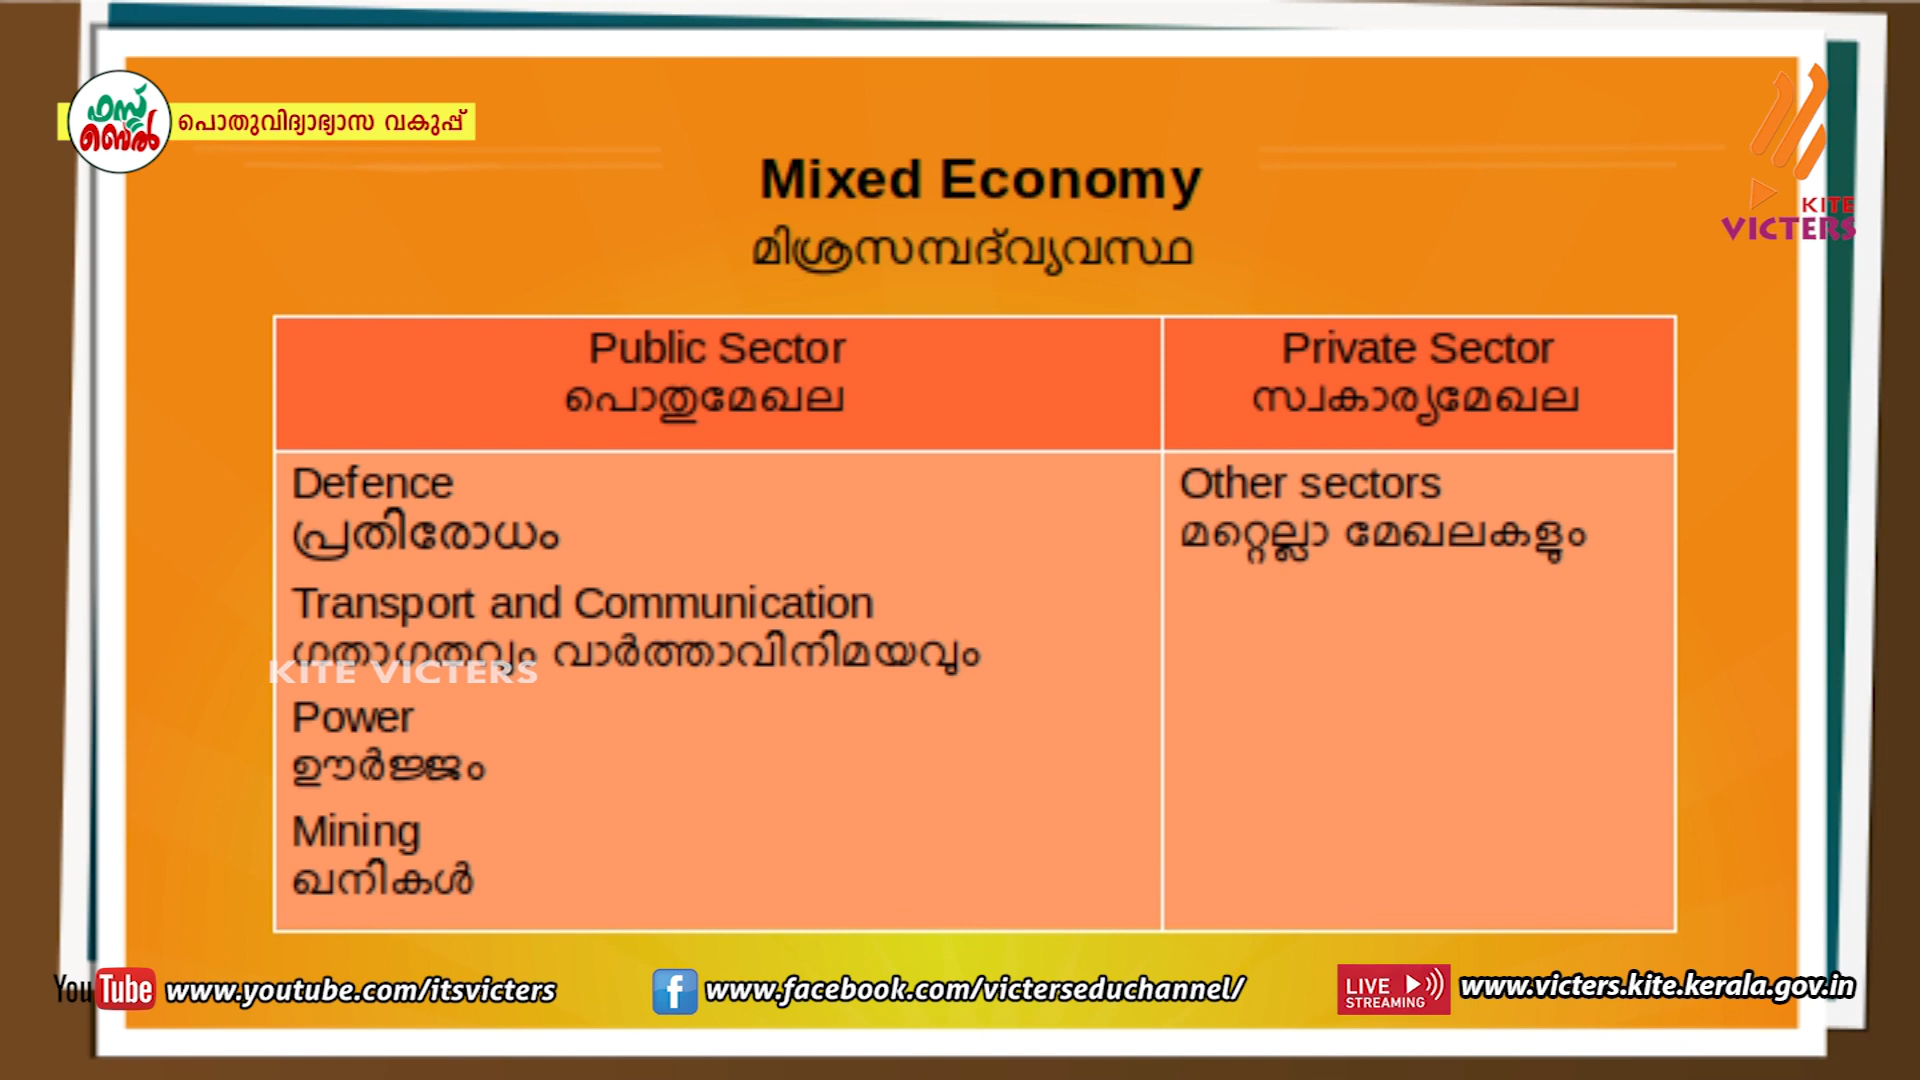 ഫസ്റ്റ്
ബെൽ
പൊതുവിദ്യാഭ്യാസ വകുപ്പ്
KITE
VICTERS
Mixed Economy
മിശ്രസമ്പദ്‌വ്യവസ്ഥ
Public Sector
പൊതുമേഖല
Private Sector
സ്വകാര്യമേഖല
Defence
പ്രതിരോധം
Transport and Communication
ഗതാഗതവും വാർത്താവിനിമയവും
KITE VICTERS
Power
ഊർജ്ജം
Mining
ഖനികൾ
Other sectors
മറ്റെല്ലാ മേഖലകളും
YouTube www.youtube.com/itsvicters
f www.facebook.com/victerseduchannel/
LIVE
STREAMING
www.victers.kite.kerala.gov.in